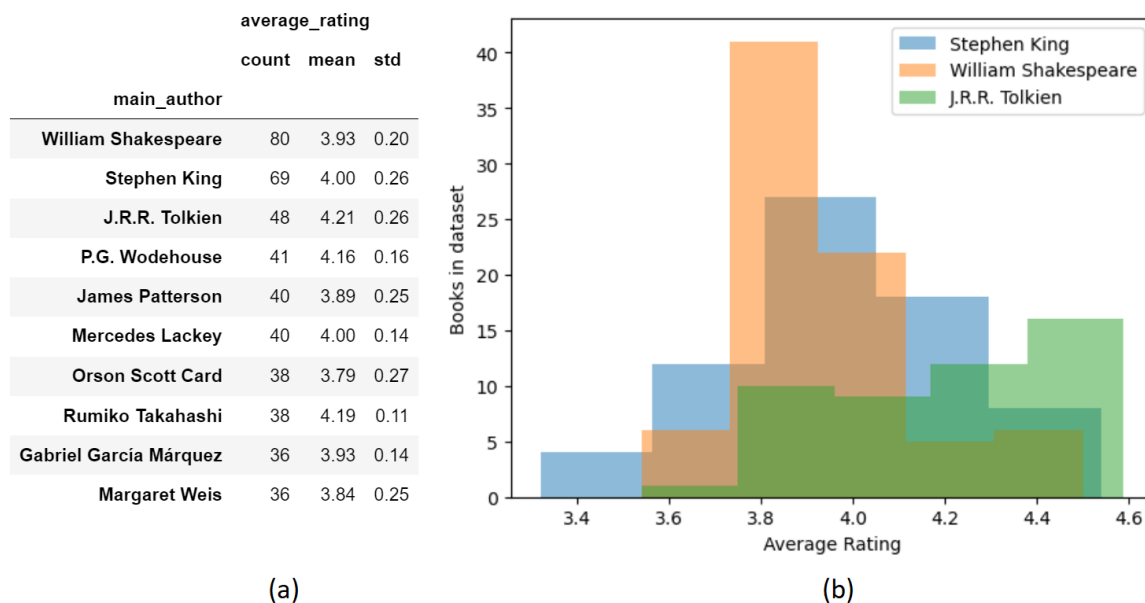 average_rating
count mean std
main_author
William Shakespeare 80 3.93 0.20
Stephen King 69 4.00 0.26
J.R.R. Tolkien 48 4.21 0.26
P.G. Wodehouse 41 4.16 0.16
James Patterson 40 3.89 0.25
Mercedes Lackey 40 4.00 0.14
Orson Scott Card 38 3.79 0.27
Rumiko Takahashi 38 4.19 0.11
Gabriel García Márquez 36 3.93 0.14
Margaret Weis 36 3.84 0.25
(a)
Stephen King
William Shakespeare
J.R.R. Tolkien
Books in dataset
40
35
30
25
20
15
10
5
0
3.4 3.6 3.8 4.0 4.2 4.4 4.6
Average Rating
(b)